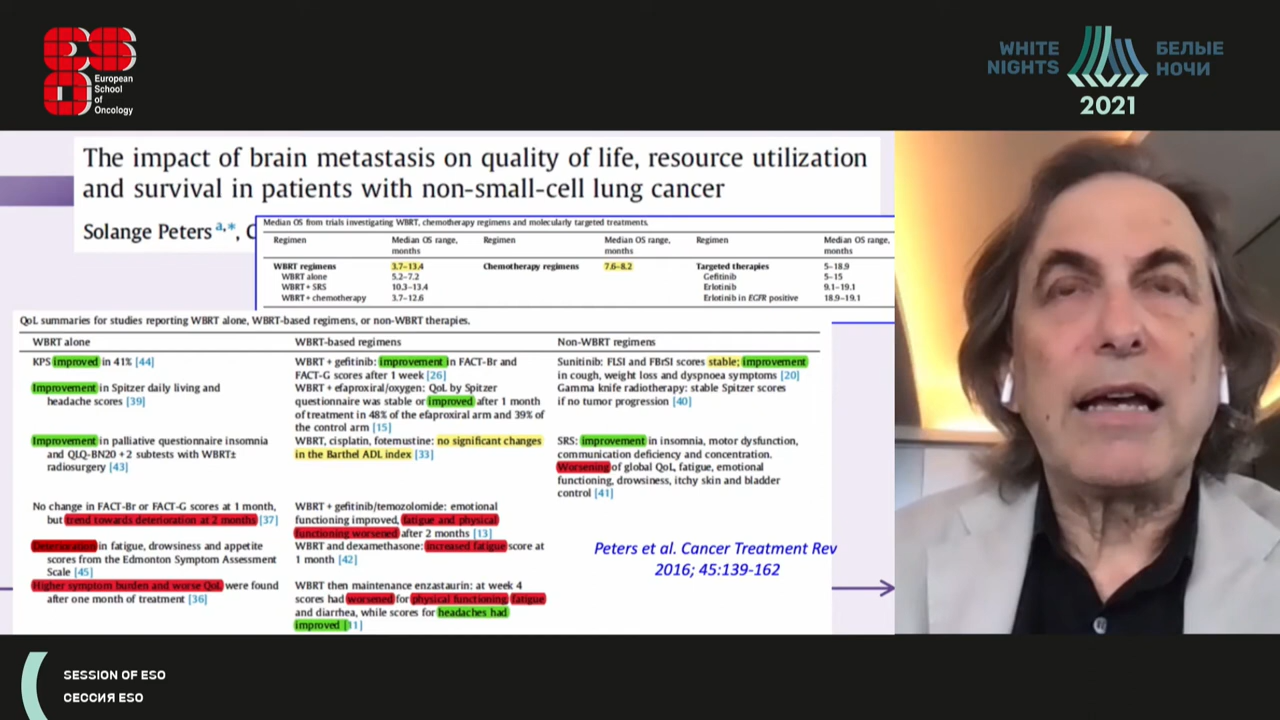 European
School
of
Oncology
WHITE
NIGHTS
БЕЛЫЕ
НОЧИ
2021
The impact of brain metastasis on quality of life, resource utilization
and survival in patients with non-small-cell lung cancer
Solange Peters a,*, C
Median OS from trials investigating WBRT, chemotherapy regimens and molecularly targeted treatments.
Regimen Median OS range, months Regimen Median OS range, months Regimen Median OS range, months
WBRT regimens 3.7–13.4 Chemotherapy regimens 7.6–8.2 Targeted therapies 5–18.9
WBRT alone 5.2–7.2 Gefitinib 5–15
WBRT + SRS 10.3–13.4 Erlotinib 9.1–19.1
WBRT + chemotherapy 3.7–12.6 Erlotinib in EGFR positive 18.9–19.1
QoL summaries for studies reporting WBRT alone, WBRT-based regimens, or non-WBRT therapies.
WBRT alone
KPS improved in 41% [44]
Improvement in Spitzer daily living and
headache scores [39]
Improvement in palliative questionnaire insomnia
and QLQ-BN20 + 2 subtests with WBRT±
radiosurgery [43]
No change in FACT-Br or FACT-G scores at 1 month,
but trend towards deterioration at 2 months [37]
Deterioration in fatigue, drowsiness and appetite
scores from the Edmonton Symptom Assessment
Scale [45]
Higher symptom burden and worse QoL were found
after one month of treatment [36]
WBRT-based regimens
WBRT + gefitinib: improvement in FACT-Br and
FACT-G scores after 1 week [26]
WBRT + efaproxiral/oxygen: QoL by Spitzer
questionnaire was stable or improved after 1 month
of treatment in 48% of the efaproxiral arm and 39% of
the control arm [15]
WBRT, cisplatin, fotemustine: no significant changes
in the Barthel ADL index [33]
WBRT + gefitinib/temozolomide: emotional
functioning improved, fatigue and physical
functioning worsened after 2 months [13]
WBRT and dexamethasone: increased fatigue score at
1 month [42]
WBRT then maintenance enzastaurin: at week 4
scores had worsened for physical functioning fatigue
and diarrhea, while scores for headaches had
improved [11]
Non-WBRT regimens
Sunitinib: FLSI and FBrSI scores stable; improvement
in cough, weight loss and dyspnoea symptoms [20]
Gamma knife radiotherapy: stable Spitzer scores
if no tumor progression [40]
SRS: improvement in insomnia, motor dysfunction,
communication deficiency and concentration.
Worsening of global QoL, fatigue, emotional
functioning, drowsiness, itchy skin and bladder
control [41]
Peters et al. Cancer Treatment Rev
2016; 45:139-162
SESSION OF ESO
СЕССИЯ ESO